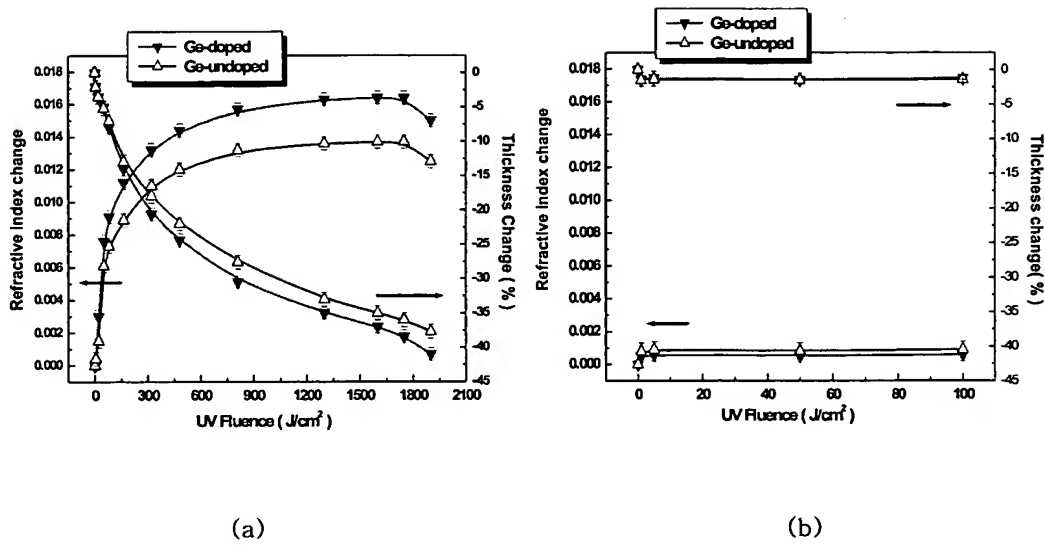 Ge-doped
Ge-undoped
0.018
0.016
0.014
0.012
0.010
0.008
0.006
0.004
0.002
0.000
Refractive Index change
0
-5
-10
-15
-20
-25
-30
-35
-40
-45
Thickness Change ( % )
0 300 600 900 1200 1500 1800 2100
UV Fluence ( J/cm²)
(a)
Ge-doped
Ge-undoped
0.018
0.016
0.014
0.012
0.010
0.008
0.006
0.004
0.002
0.000
Refractive Index change
0
-5
-10
-15
-20
-25
-30
-35
-40
-45
Thickness change( % )
0 20 40 60 80 100
UV Fluence ( J/cm²)
(b)